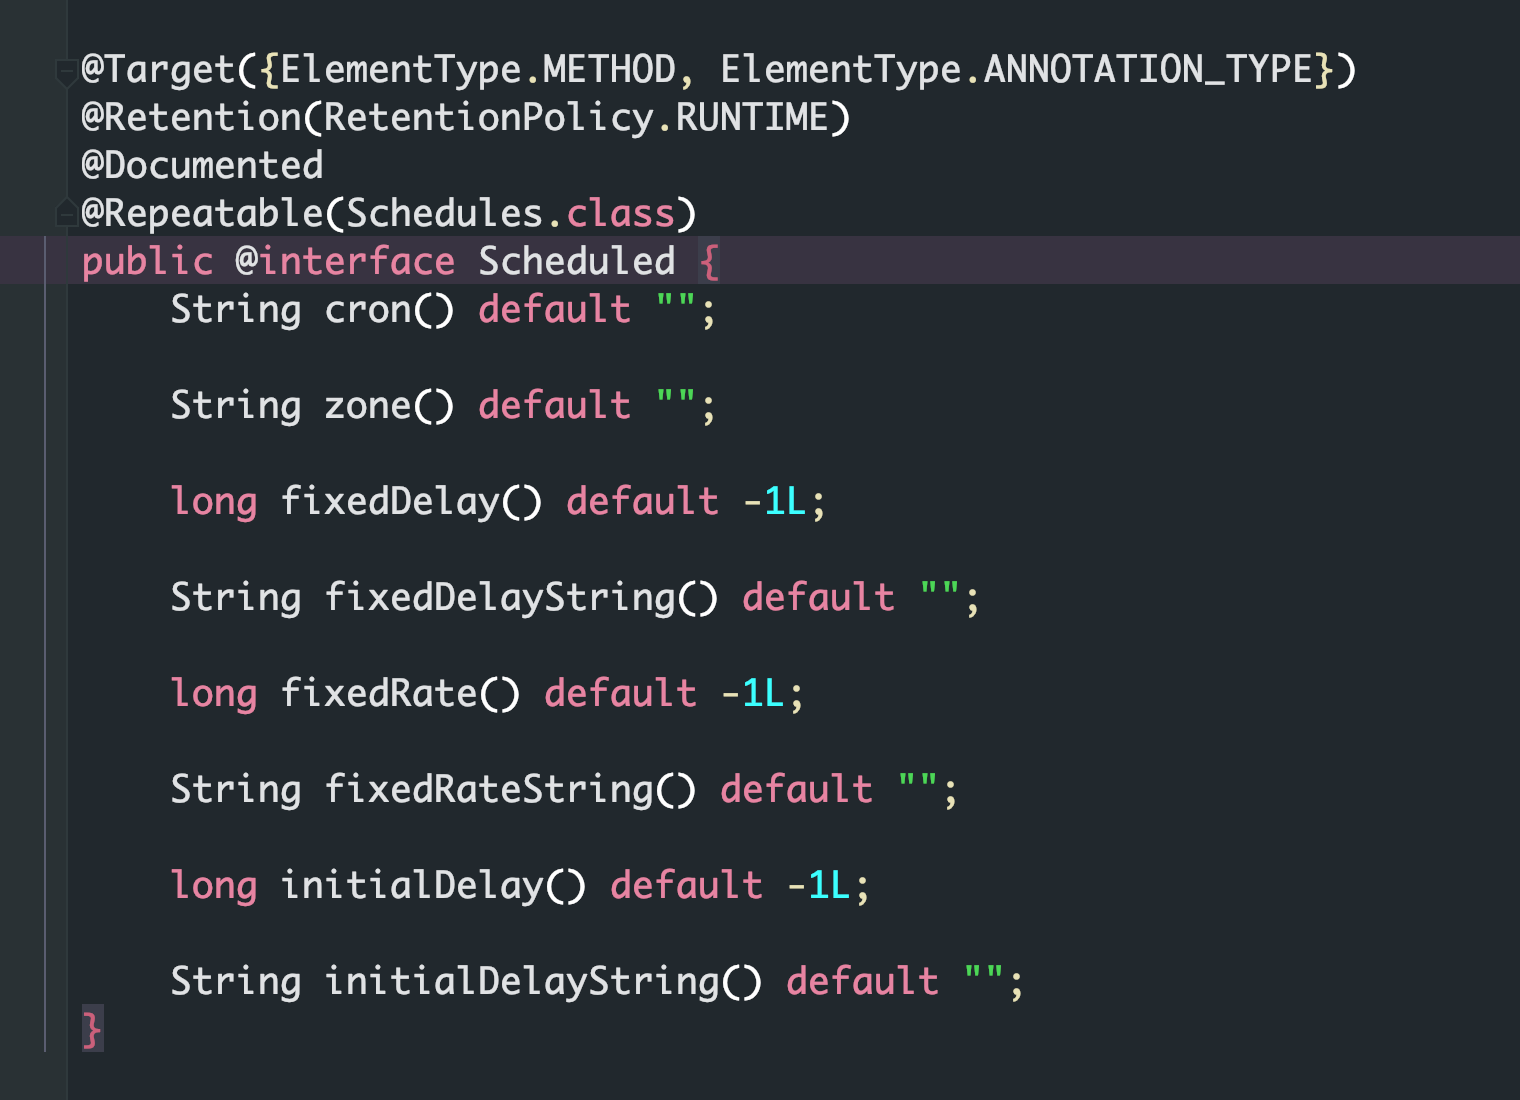 @Target({ElementType.METHOD, ElementType.ANNOTATION_TYPE})
@Retention(RetentionPolicy.RUNTIME)
@Documented
@Repeatable(Schedules.class)
public @interface Scheduled {
    String cron() default "";

    String zone() default "";

    long fixedDelay() default -1L;

    String fixedDelayString() default "";

    long fixedRate() default -1L;

    String fixedRateString() default "";

    long initialDelay() default -1L;

    String initialDelayString() default "";
}